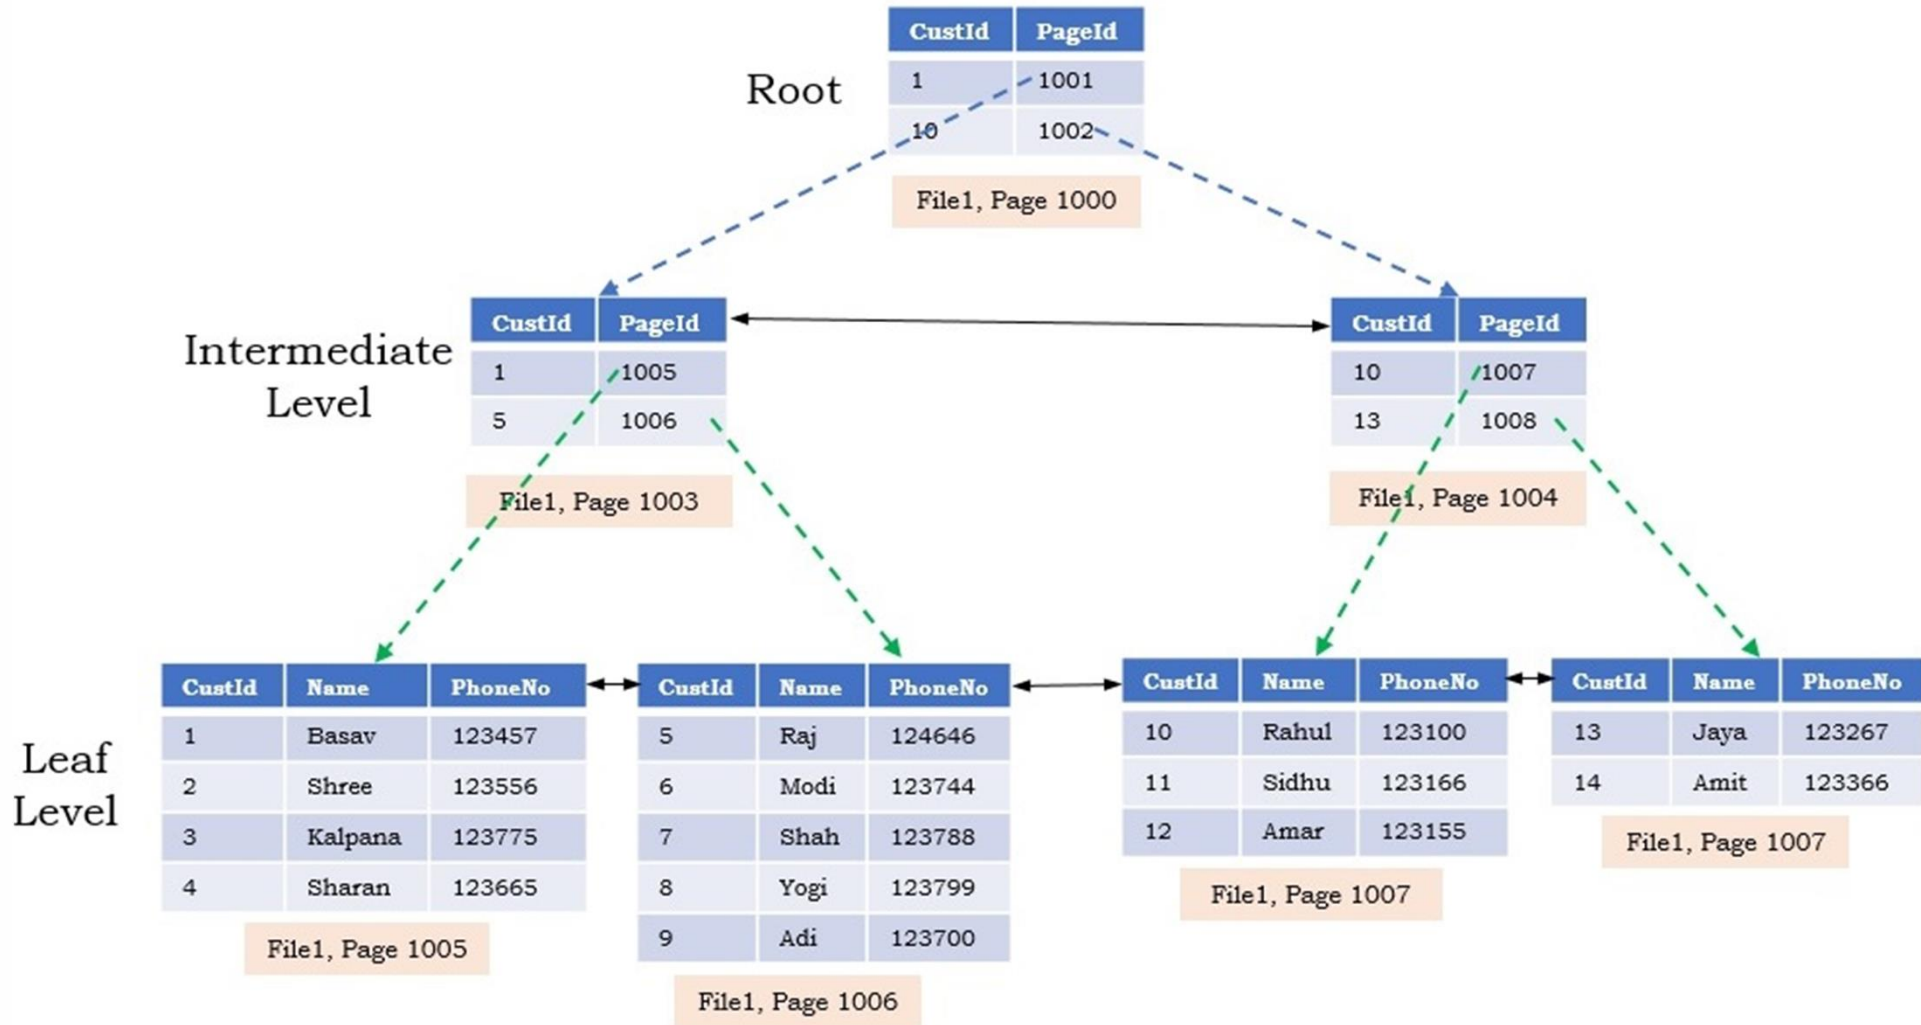 CustId PageId
Root
1 1001
10 1002
File1, Page 1000
Intermediate
Level
CustId PageId
1 1005
5 1006
File1, Page 1003
CustId PageId
10 1007
13 1008
File1, Page 1004
Leaf
Level
CustId Name PhoneNo
1 Basav 123457
2 Shree 123556
3 Kalpana 123775
4 Sharan 123665
File1, Page 1005
CustId Name PhoneNo
5 Raj 124646
6 Modi 123744
7 Shah 123788
8 Yogi 123799
9 Adi 123700
File1, Page 1006
CustId Name PhoneNo
10 Rahul 123100
11 Sidhu 123166
12 Amar 123155
File1, Page 1007
CustId Name PhoneNo
13 Jaya 123267
14 Amit 123366
File1, Page 1007